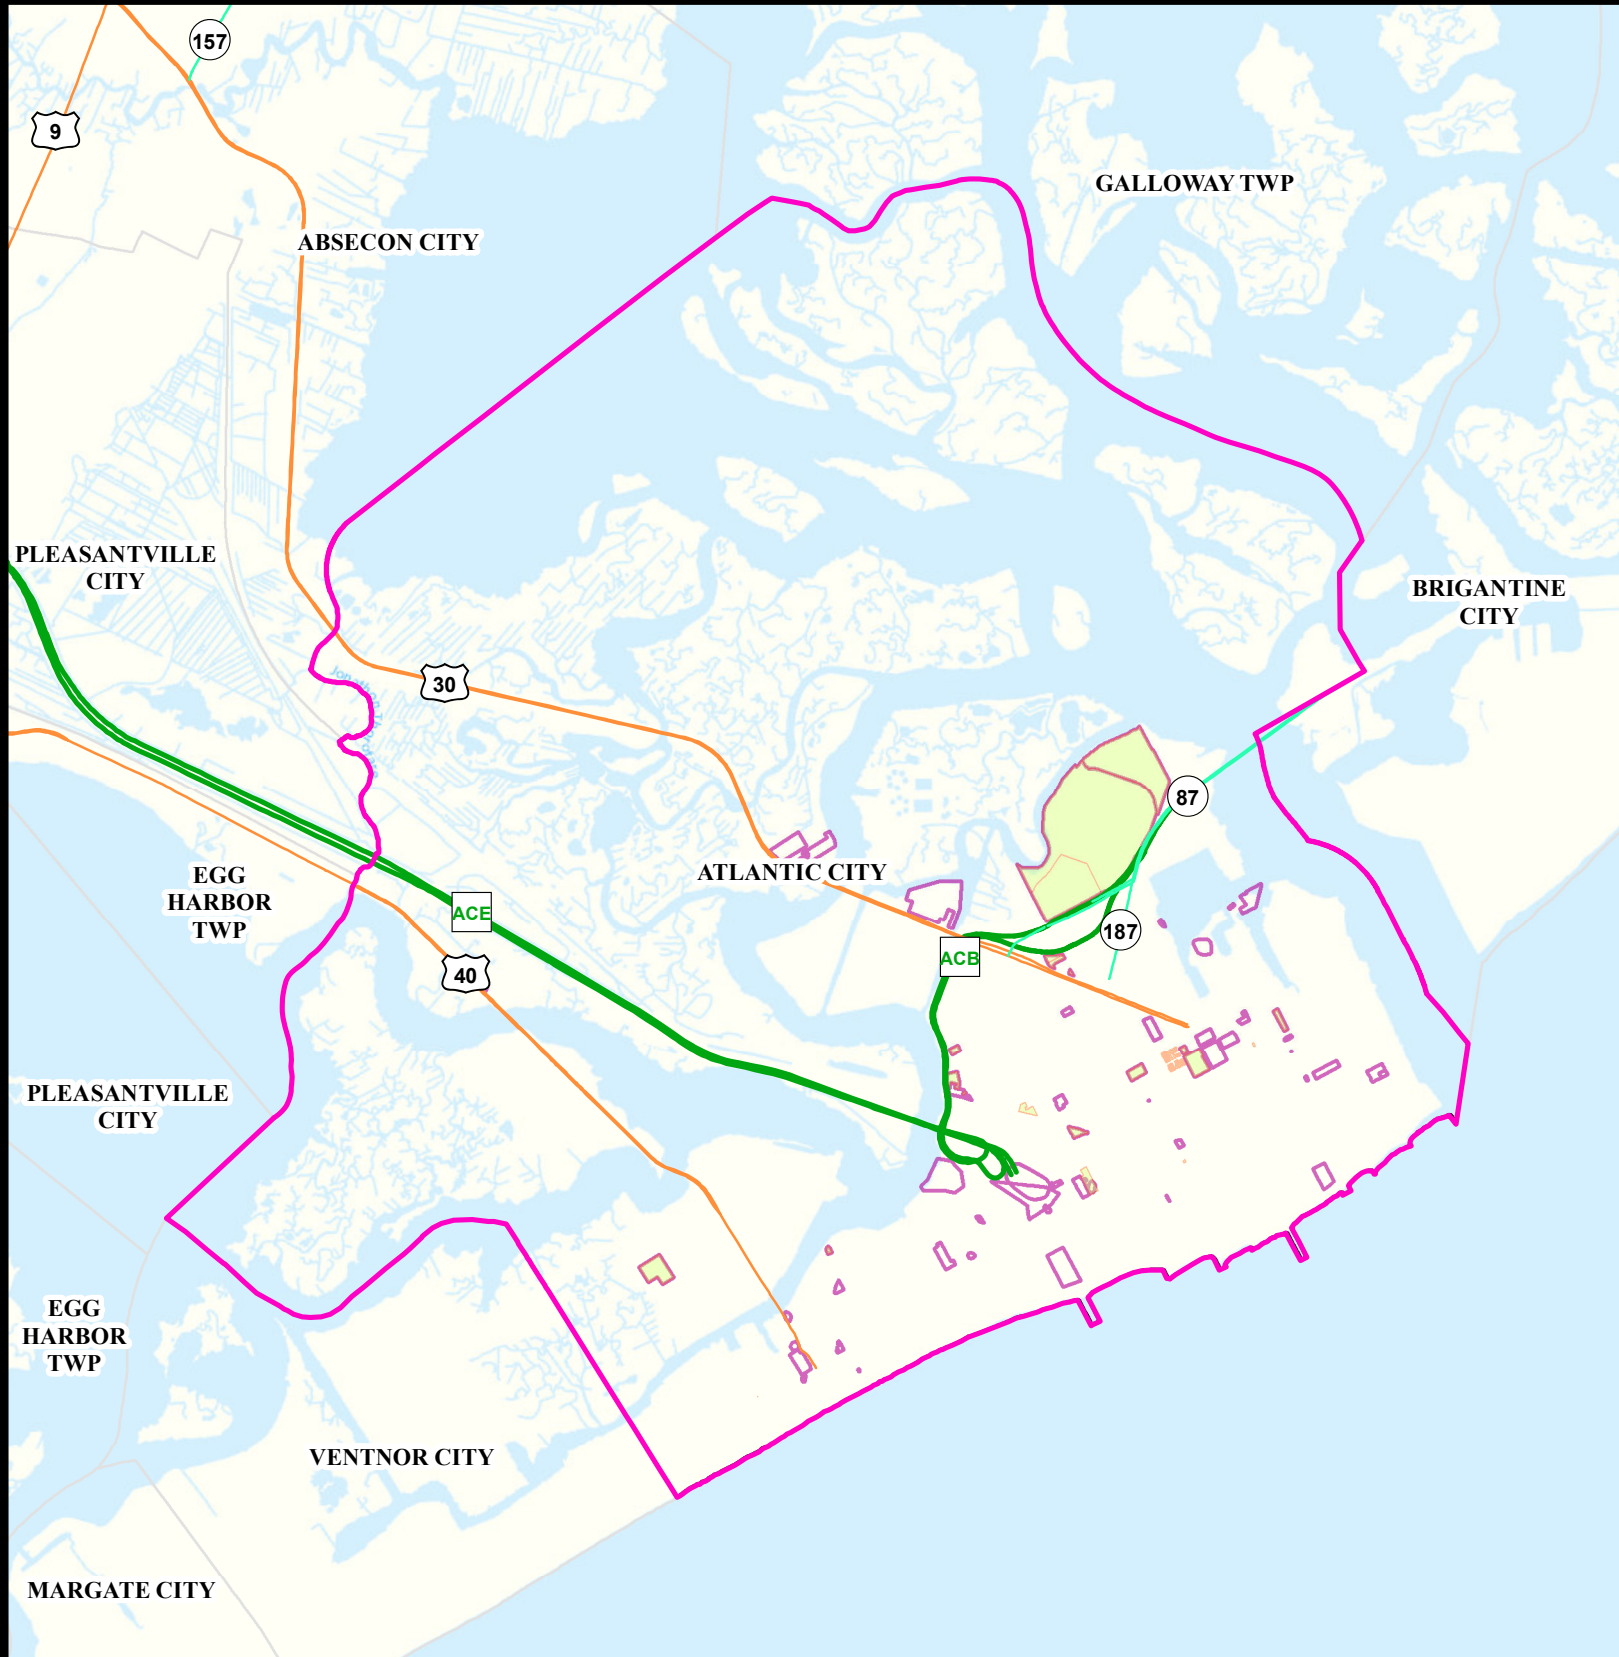 157
9
GALLOWAY TWP
ABSECON CITY
PLEASANTVILLE
CITY
BRIGANTINE
CITY
30
87
ATLANTIC CITY
EGG
HARBOR
TWP
ACE
187
ACB
40
PLEASANTVILLE
CITY
EGG
HARBOR
TWP
VENTNOR CITY
MARGATE CITY